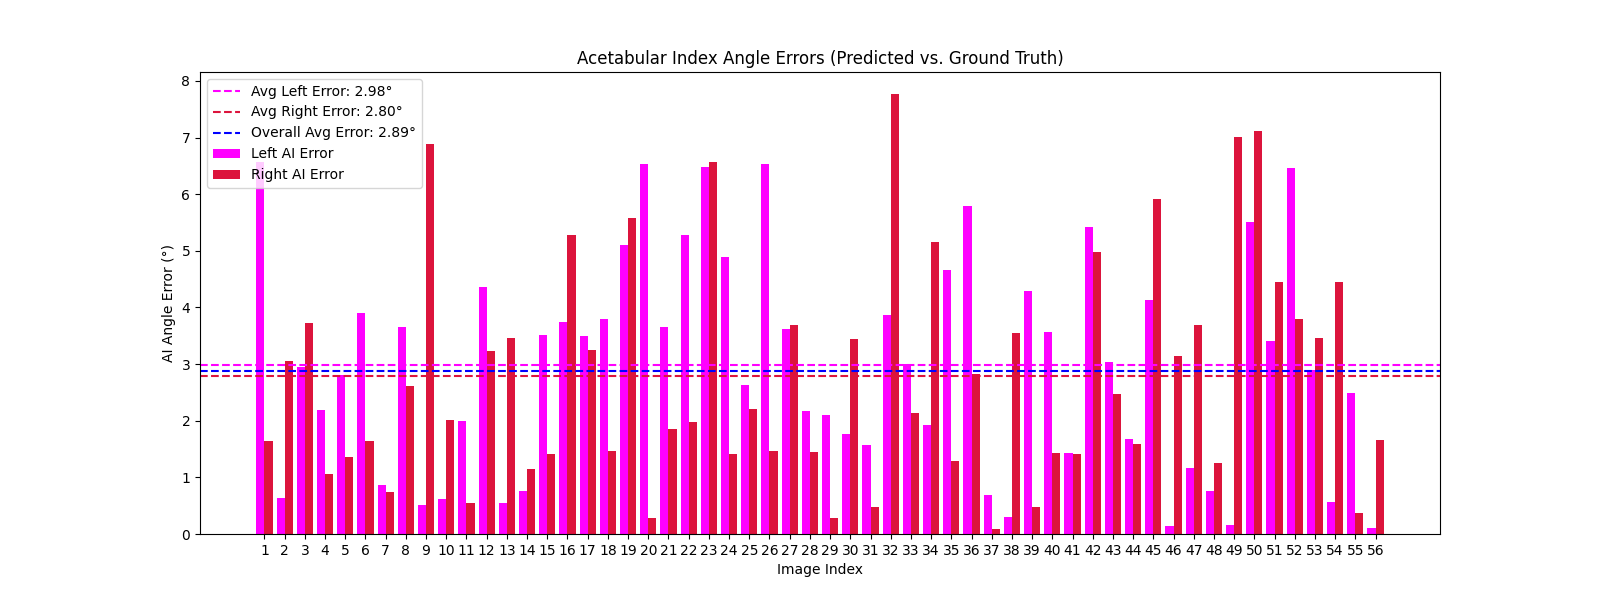 Acetabular Index Angle Errors (Predicted vs. Ground Truth)
Avg Left Error: 2.98°
Avg Right Error: 2.80°
Overall Avg Error: 2.89°
Left AI Error
Right AI Error
AI Angle Error (°)
8
7
6
5
4
3
2
1
0
1 2 3 4 5 6 7 8 9 10 11 12 13 14 15 16 17 18 19 20 21 22 23 24 25 26 27 28 29 30 31 32 33 34 35 36 37 38 39 40 41 42 43 44 45 46 47 48 49 50 51 52 53 54 55 56
Image Index